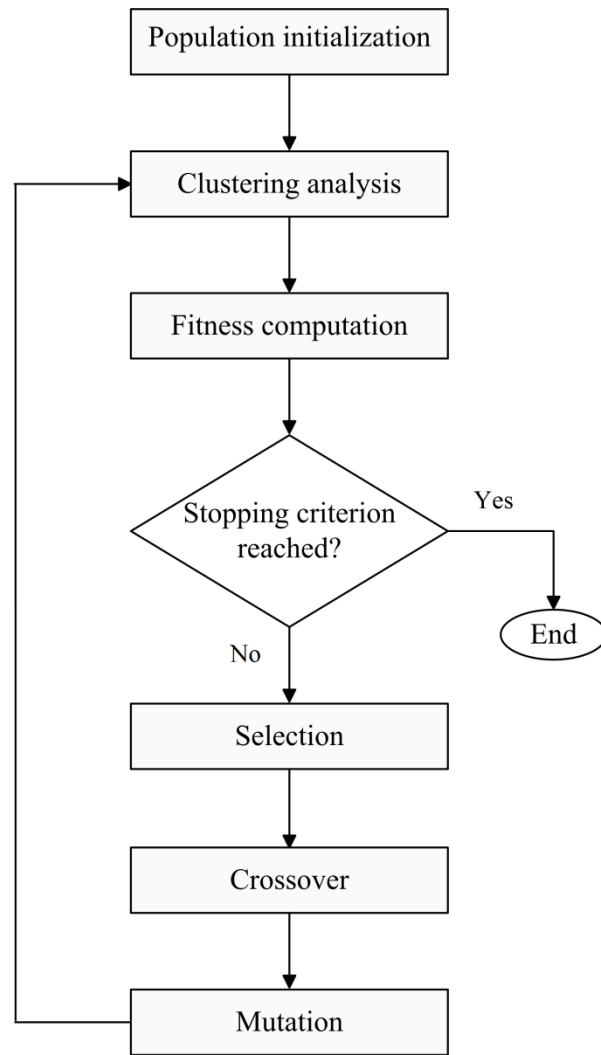 Population initialization
Clustering analysis
Fitness computation
Stopping criterion
reached?
Yes
End
No
Selection
Crossover
Mutation